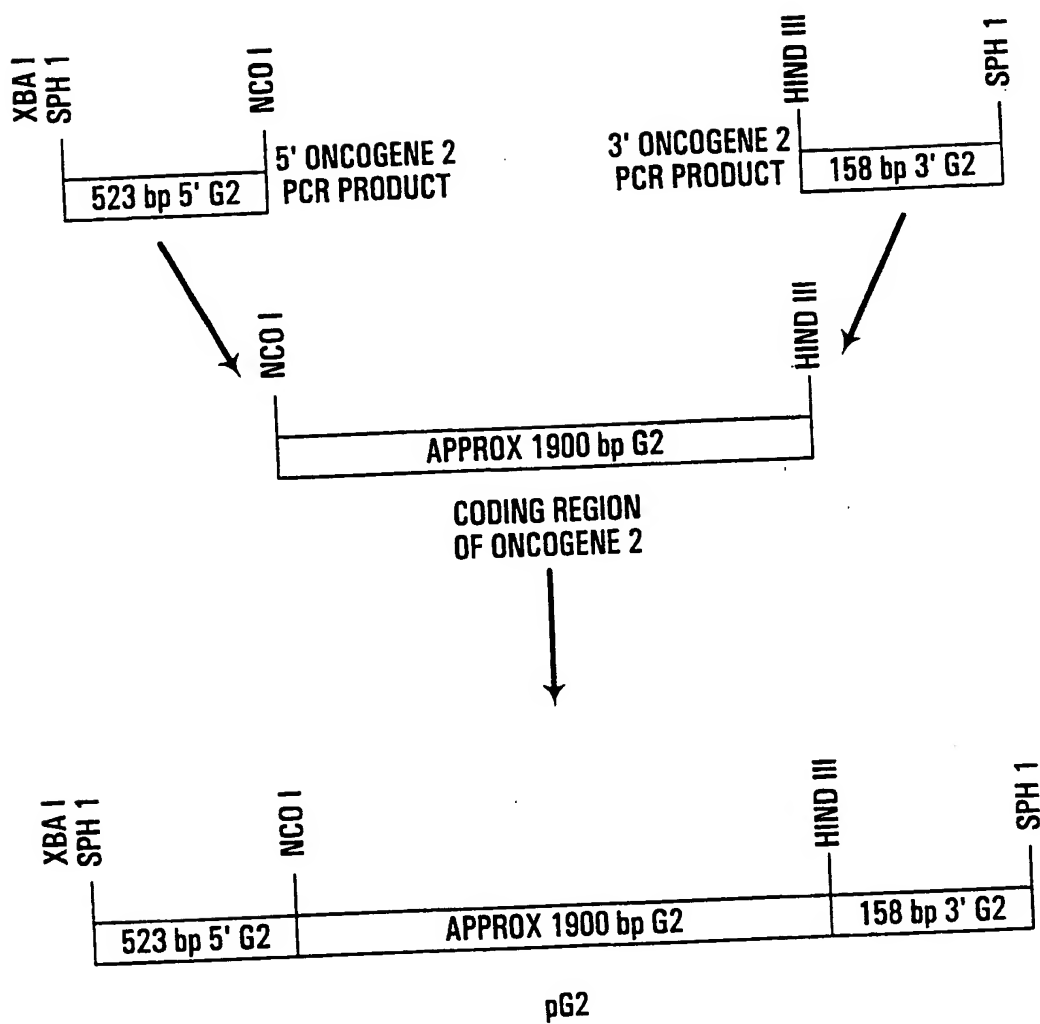 XBA I
SPH 1
NCO I
5' ONCOGENE 2
PCR PRODUCT
523 bp 5' G2
HIND III
SPH 1
3' ONCOGENE 2
PCR PRODUCT
158 bp 3' G2
NCO I
HIND III
APPROX 1900 bp G2
CODING REGION
OF ONCOGENE 2
XBA I
SPH 1
NCO I
HIND III
SPH 1
523 bp 5' G2
APPROX 1900 bp G2
158 bp 3' G2
pG2